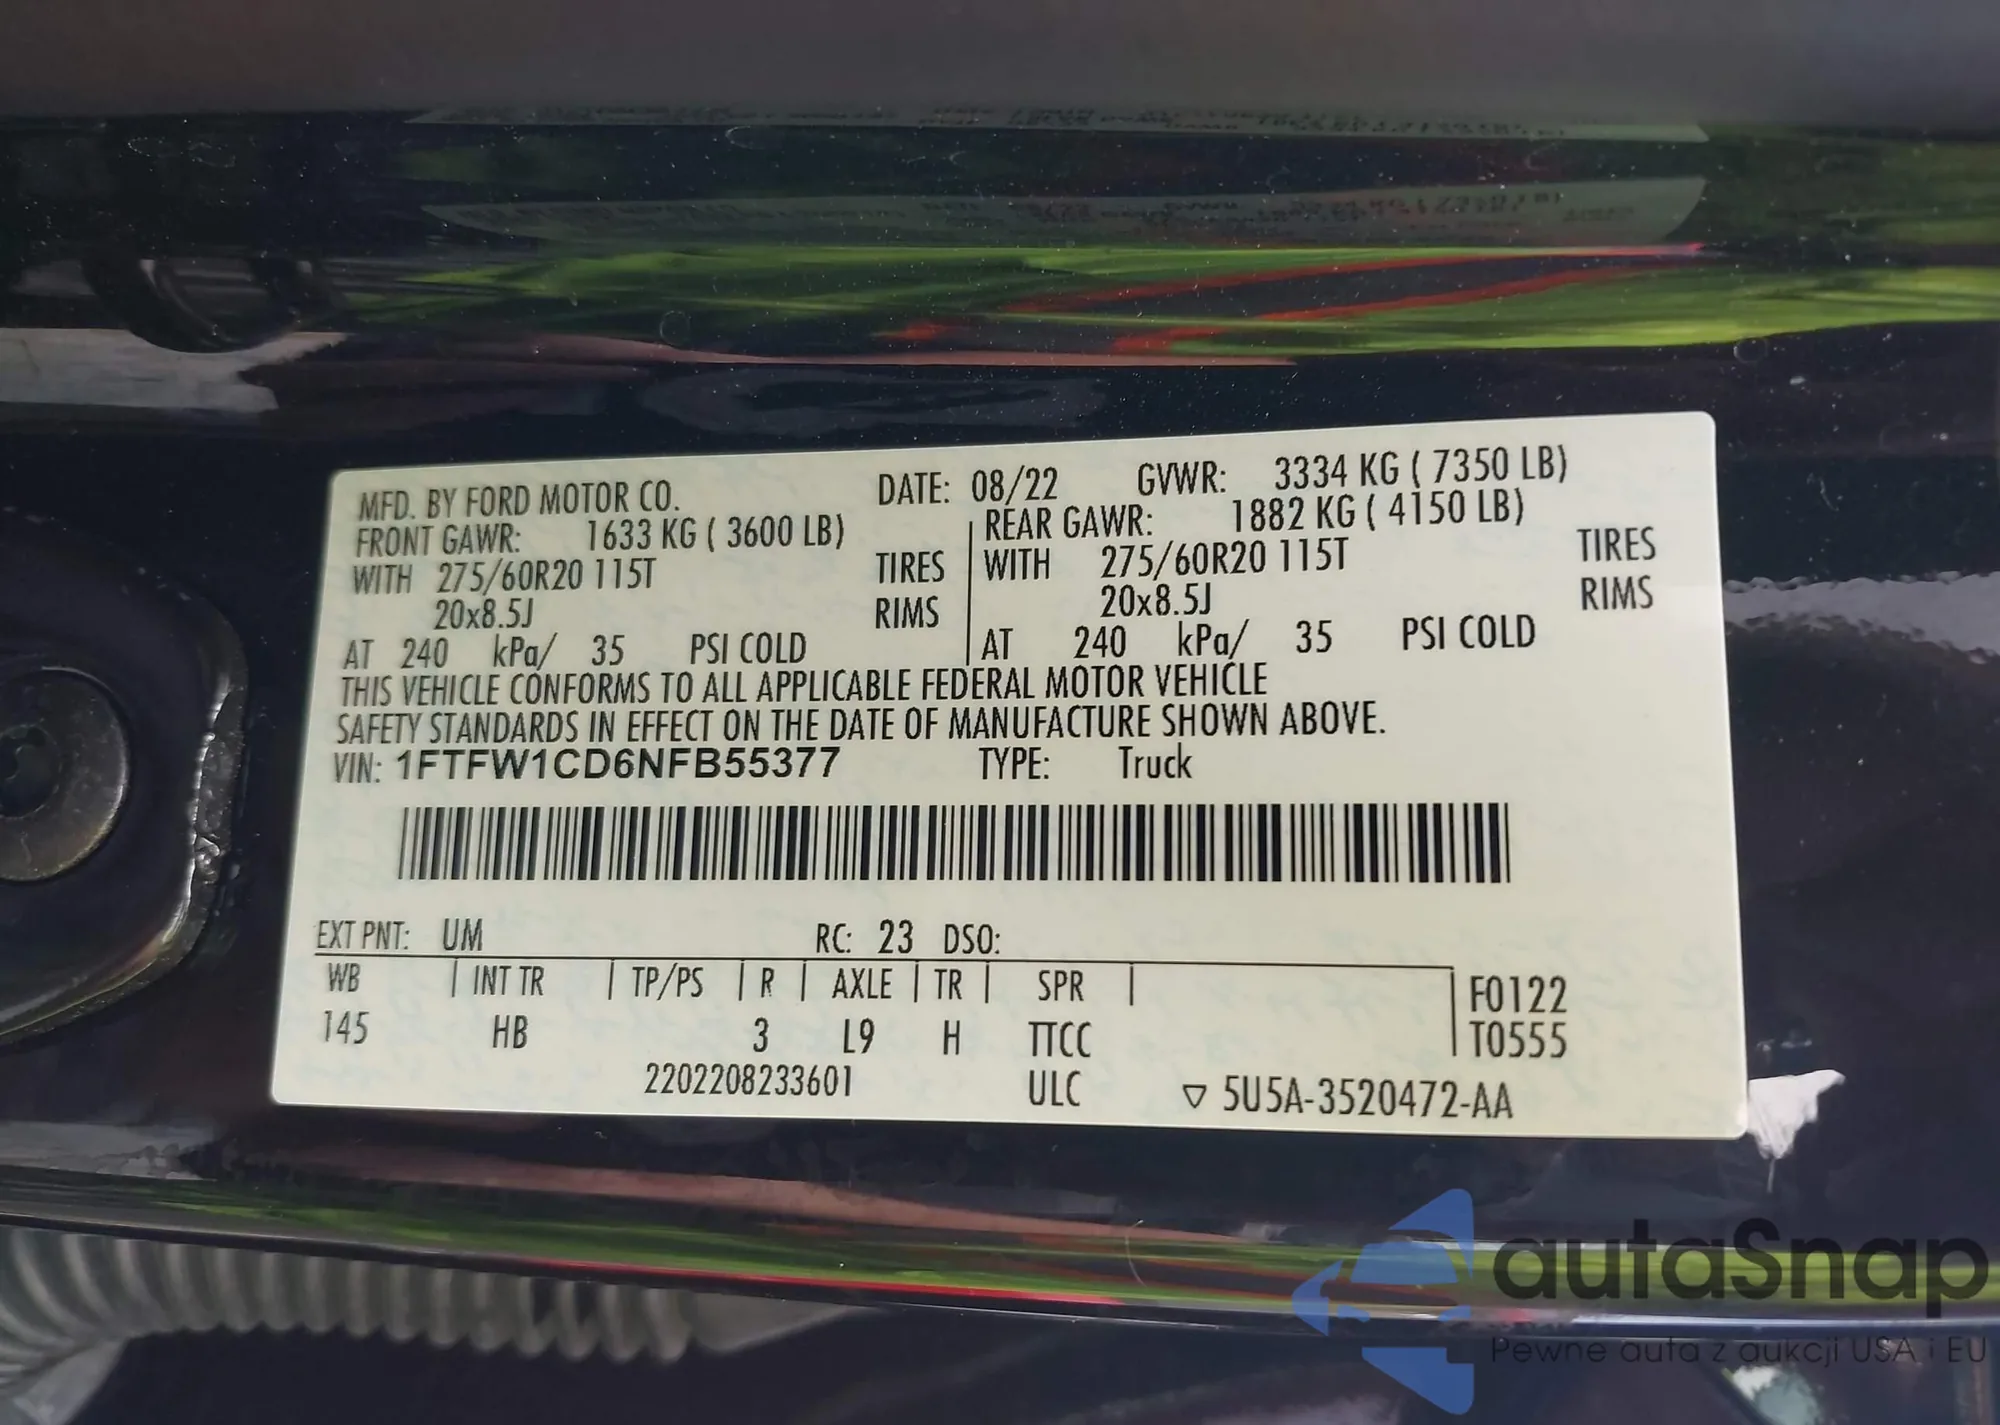 MFD. BY FORD MOTOR CO. DATE: 08/22 GVWR: 3334 KG ( 7350 LB)
FRONT GAWR: 1633 KG ( 3600 LB) REAR GAWR: 1882 KG ( 4150 LB)
WITH 275/60R20 115T TIRES WITH 275/60R20 115T TIRES
20x8.5J RIMS 20x8.5J RIMS
AT 240 kPa/ 35 PSI COLD AT 240 kPa/ 35 PSI COLD
THIS VEHICLE CONFORMS TO ALL APPLICABLE FEDERAL MOTOR VEHICLE
SAFETY STANDARDS IN EFFECT ON THE DATE OF MANUFACTURE SHOWN ABOVE.
VIN: 1FTFW1CD6NFB55377 TYPE: Truck
EXT PNT: UM RC: 23 DSO:
WB INT TR TP/PS R AXLE TR SPR F0122
145 HB 3 L9 H TTCC T0555
2202208233601 ULC ▽ 5U5A-3520472-AA
autaSnap
Pewne auta z aukcji USA i EU